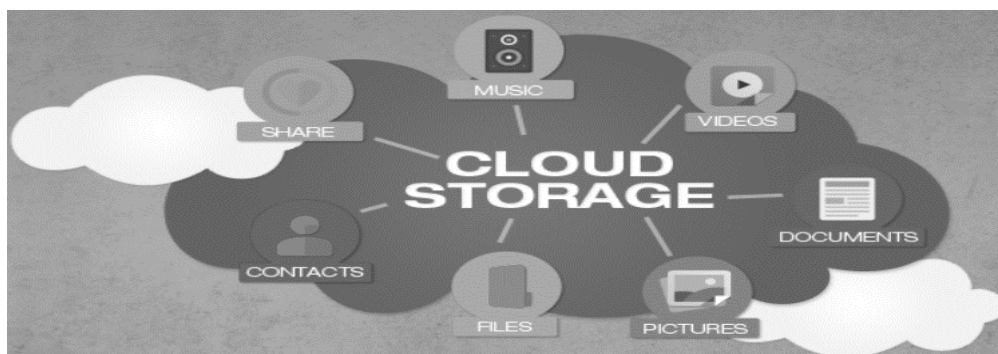 MUSIC
SHARE
VIDEOS
CLOUD
STORAGE
DOCUMENTS
CONTACTS
FILES
PICTURES